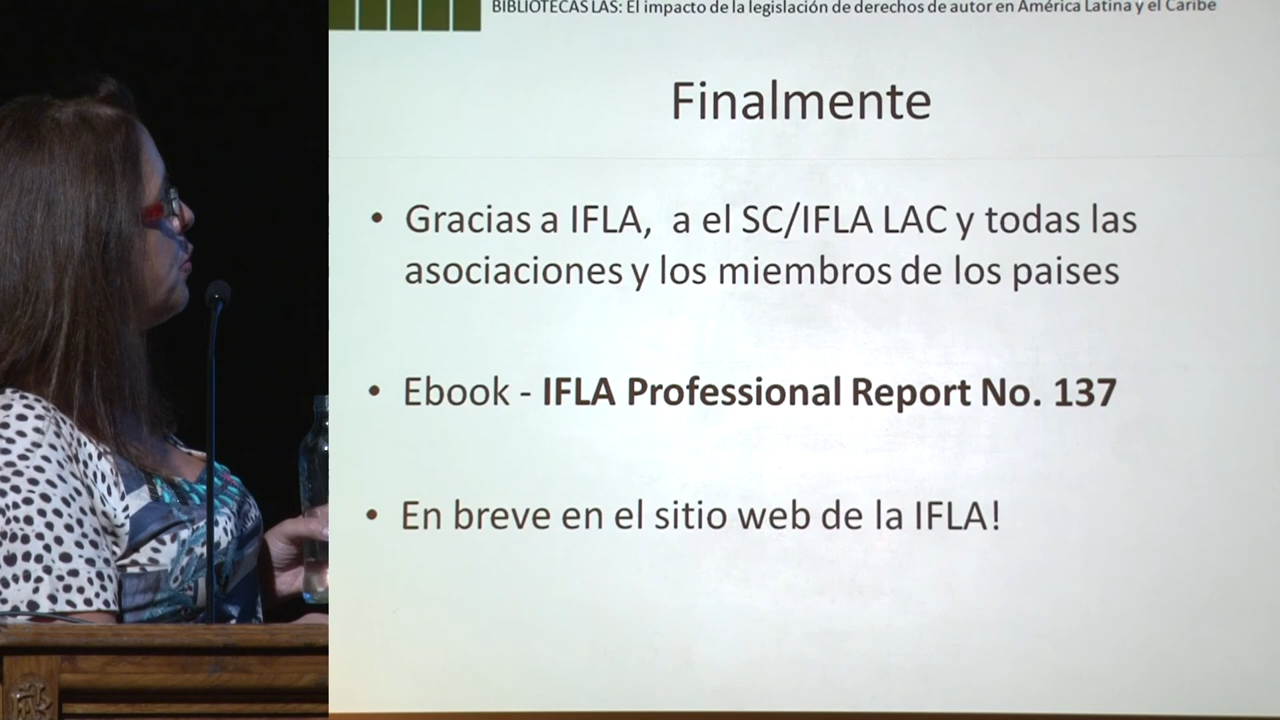 BIBLIOTECAS LAS: El impacto de la legislación de derechos de autor en América Latina y el Caribe
Finalmente
• Gracias a IFLA, a el SC/IFLA LAC y todas las
asociaciones y los miembros de los paises
• Ebook - IFLA Professional Report No. 137
• En breve en el sitio web de la IFLA!